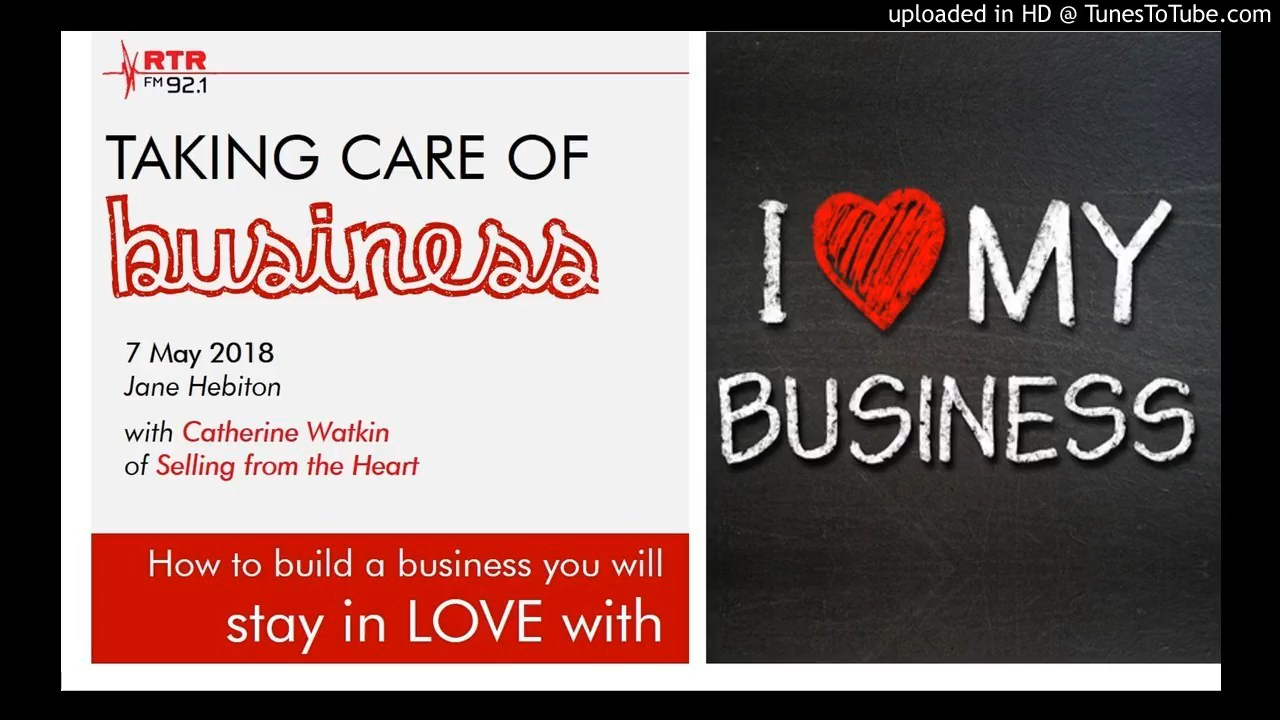 uploaded in HD @ TunesToTube.com
RTR
FM 92.1
TAKING CARE OF
business
7 May 2018
Jane Hebiton
with Catherine Watkin
of Selling from the Heart
How to build a business you will
stay in LOVE with
I ❤ MY
BUSINESS